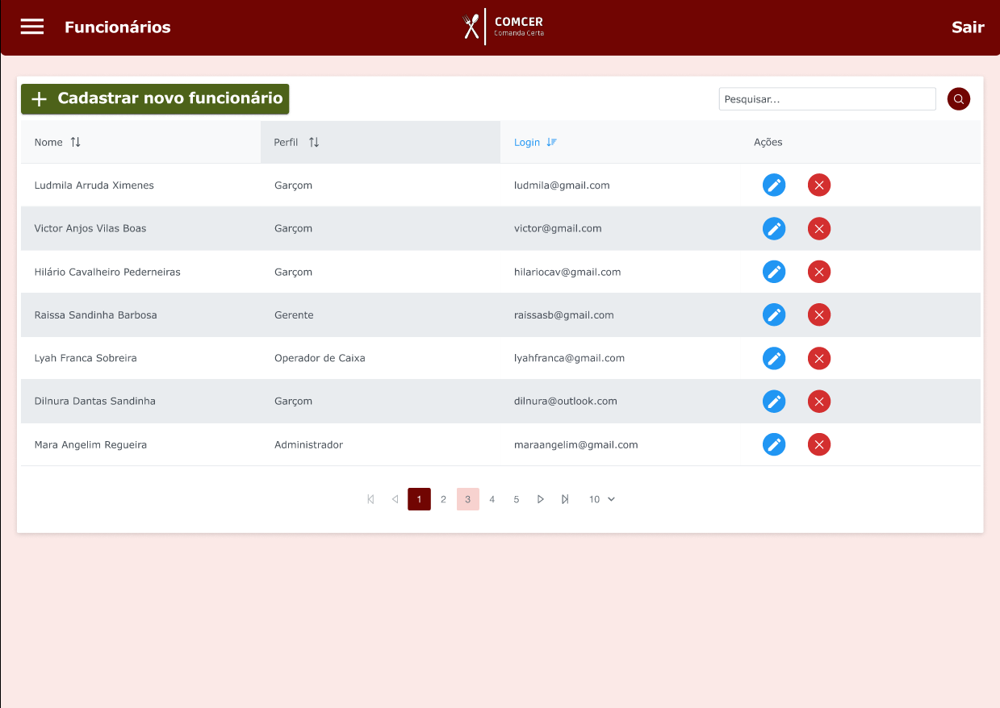 Funcionários
COMCER
Comanda Certa
Sair
Cadastrar novo funcionário
Pesquisar...
Nome Perfil Login Ações
Ludmila Arruda Ximenes Garçom ludmila@gmail.com
Victor Anjos Vilas Boas Garçom victor@gmail.com
Hilário Cavalheiro Pederneiras Garçom hilariocav@gmail.com
Raissa Sandinha Barbosa Gerente raissasb@gmail.com
Lyah Franca Sobreira Operador de Caixa lyahfranca@gmail.com
Dilnura Dantas Sandinha Garçom dilnura@outlook.com
Mara Angelim Regueira Administrador maraangelim@gmail.com
1 2 3 4 5 10